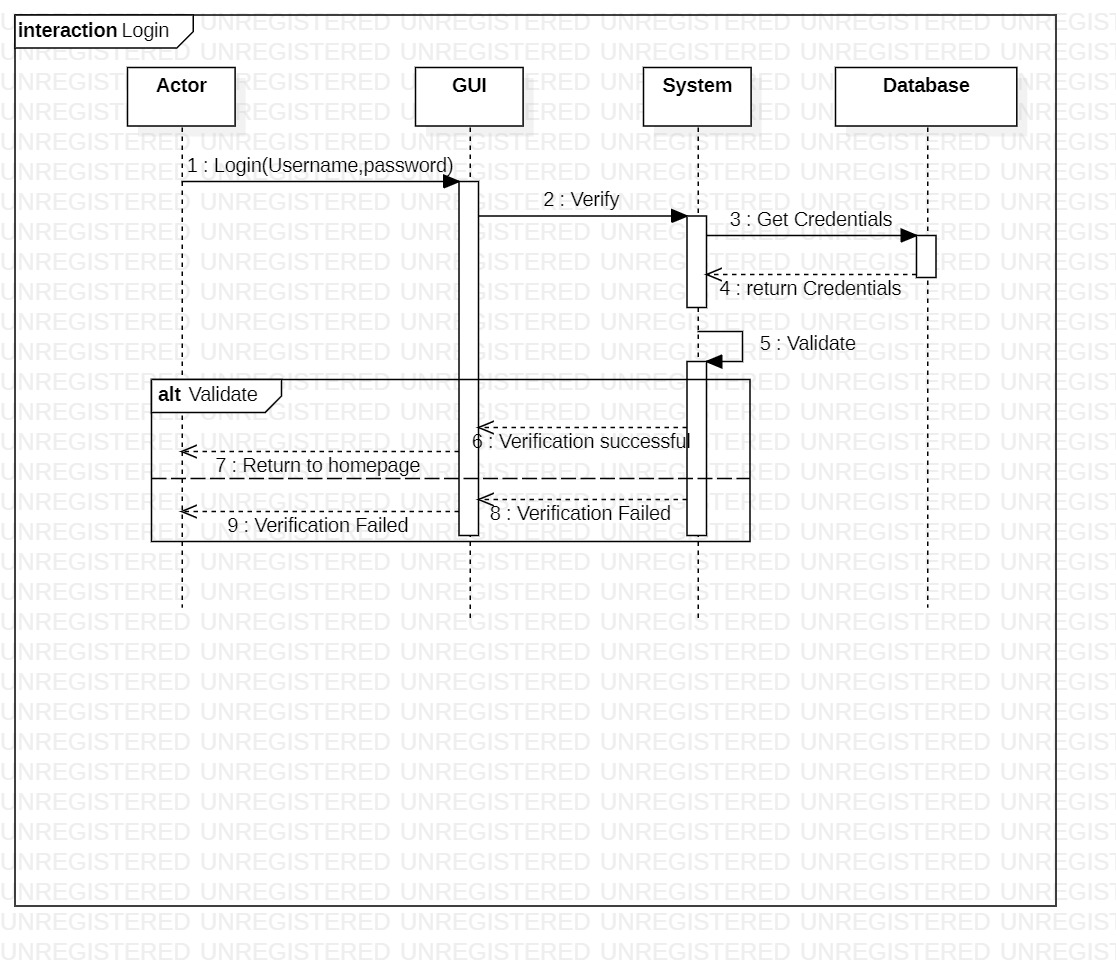 interaction Login
Actor
GUI
System
Database
1 : Login(Username,password)
2 : Verify
3 : Get Credentials
4 : return Credentials
5 : Validate
alt Validate
6 : Verification successful
7 : Return to homepage
8 : Verification Failed
9 : Verification Failed
UNREGISTERED